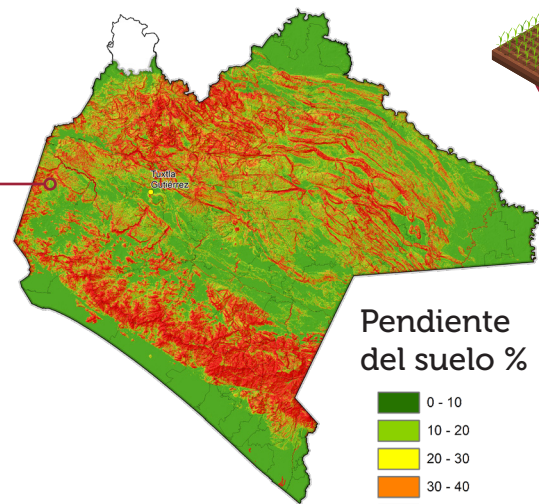 Tuxtla
Gutiérrez
Pendiente
del suelo %
0 - 10
10 - 20
20 - 30
30 - 40